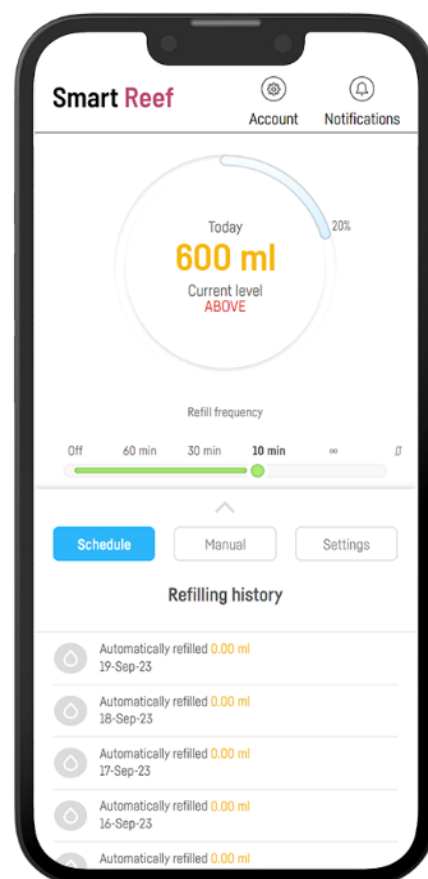 Smart Reef
Account
Notifications
20%
Today
600 ml
Current level
ABOVE
Refill frequency
Off 60 min 30 min 10 min ∞
Schedule Manual Settings
Refilling history
Automatically refilled 0.00 ml
19-Sep-23
Automatically refilled 0.00 ml
18-Sep-23
Automatically refilled 0.00 ml
17-Sep-23
Automatically refilled 0.00 ml
16-Sep-23
Automatically refilled 0.00 ml